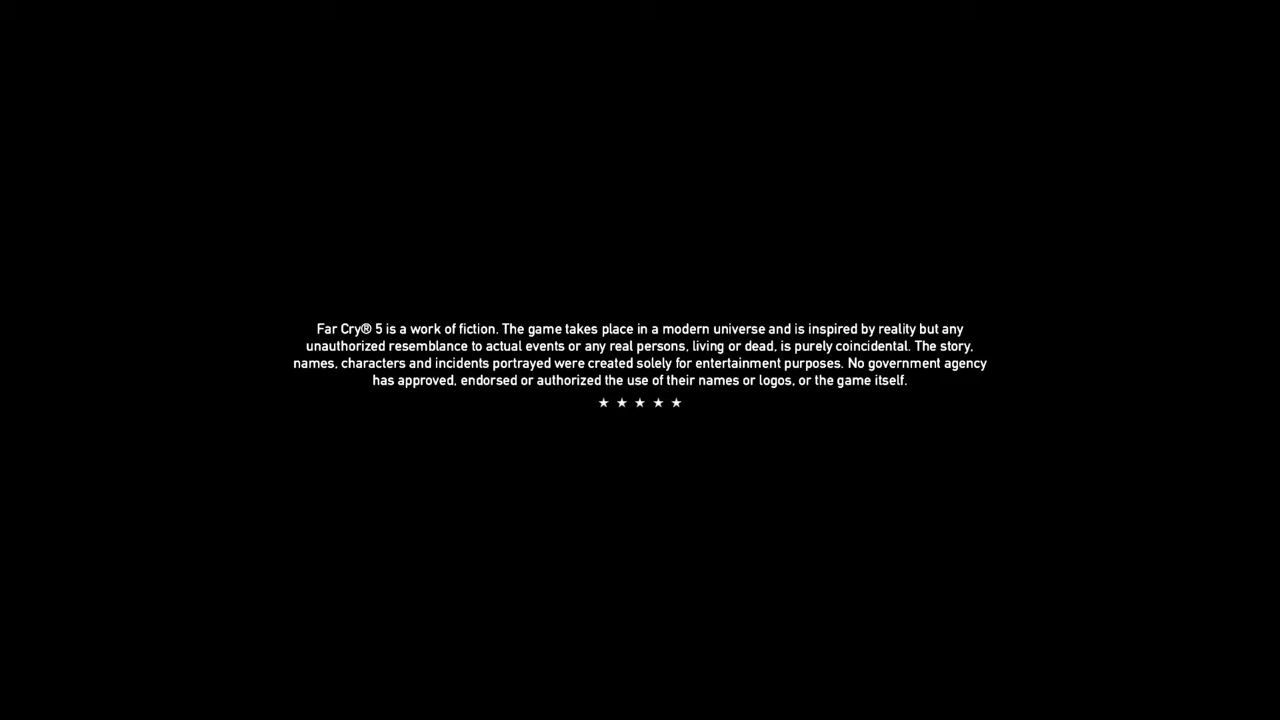 Far Cry® 5 is a work of fiction. The game takes place in a modern universe and is inspired by reality but any
unauthorized resemblance to actual events or any real persons, living or dead, is purely coincidental. The story,
names, characters and incidents portrayed were created solely for entertainment purposes. No government agency
has approved, endorsed or authorized the use of their names or logos, or the game itself.
★ ★ ★ ★ ★